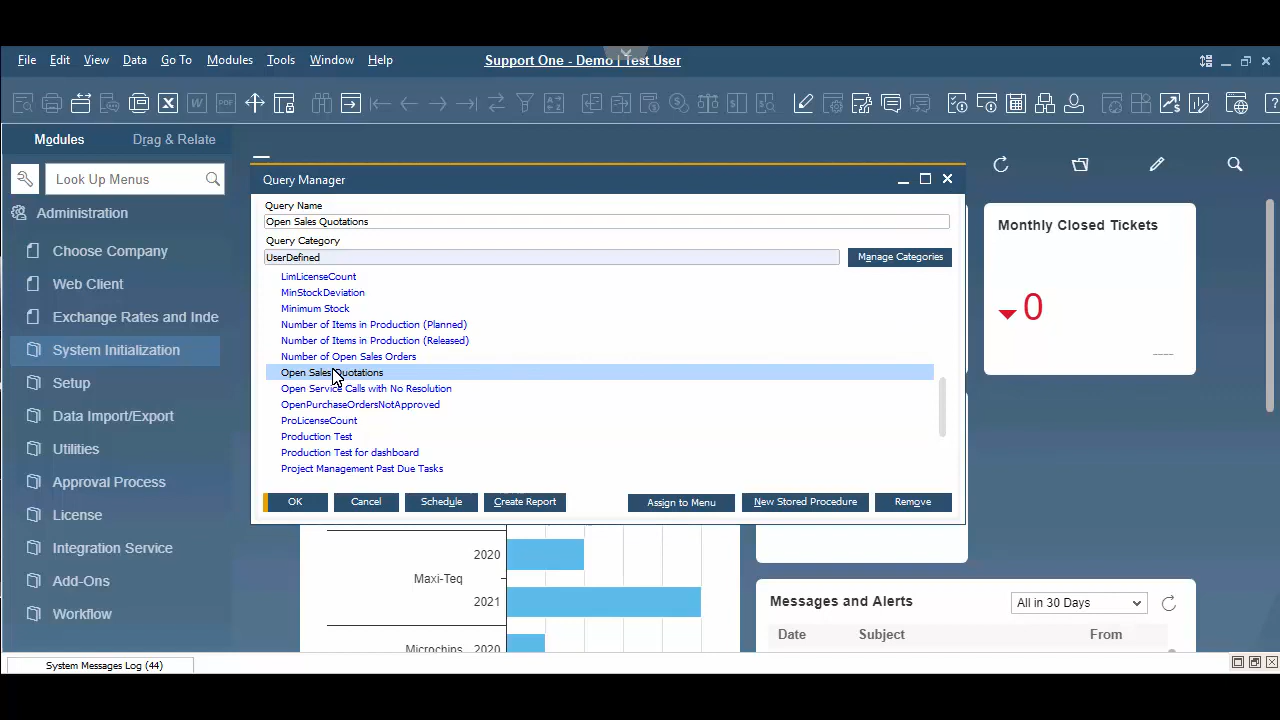 File Edit View Data Go To Modules Tools Window Help
Support One - Demo | Test User
W PDF A Z
Modules Drag & Relate
Look Up Menus
Administration
Choose Company
Web Client
Exchange Rates and Inde
System Initialization
Setup
Data Import/Export
Utilities
Approval Process
License
Integration Service
Add-Ons
Workflow
Query Manager
Query Name
Open Sales Quotations
Query Category
UserDefined
Manage Categories
LimLicenseCount
MinStockDeviation
Minimum Stock
Number of Items in Production (Planned)
Number of Items in Production (Released)
Number of Open Sales Orders
Open Sales Quotations
Open Service Calls with No Resolution
OpenPurchaseOrdersNotApproved
ProLicenseCount
Production Test
Production Test for dashboard
Project Management Past Due Tasks
OK Cancel Schedule Create Report Assign to Menu New Stored Procedure Remove
Monthly Closed Tickets
0
----
2020
Maxi-Teq
2021
Microchips 2020
Messages and Alerts All in 30 Days
Date Subject From
System Messages Log (44)